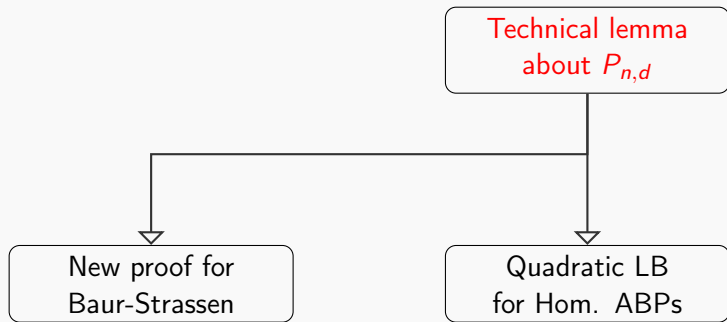 Technical lemma
about P_{n,d}
New proof for
Baur-Strassen
Quadratic LB
for Hom. ABPs